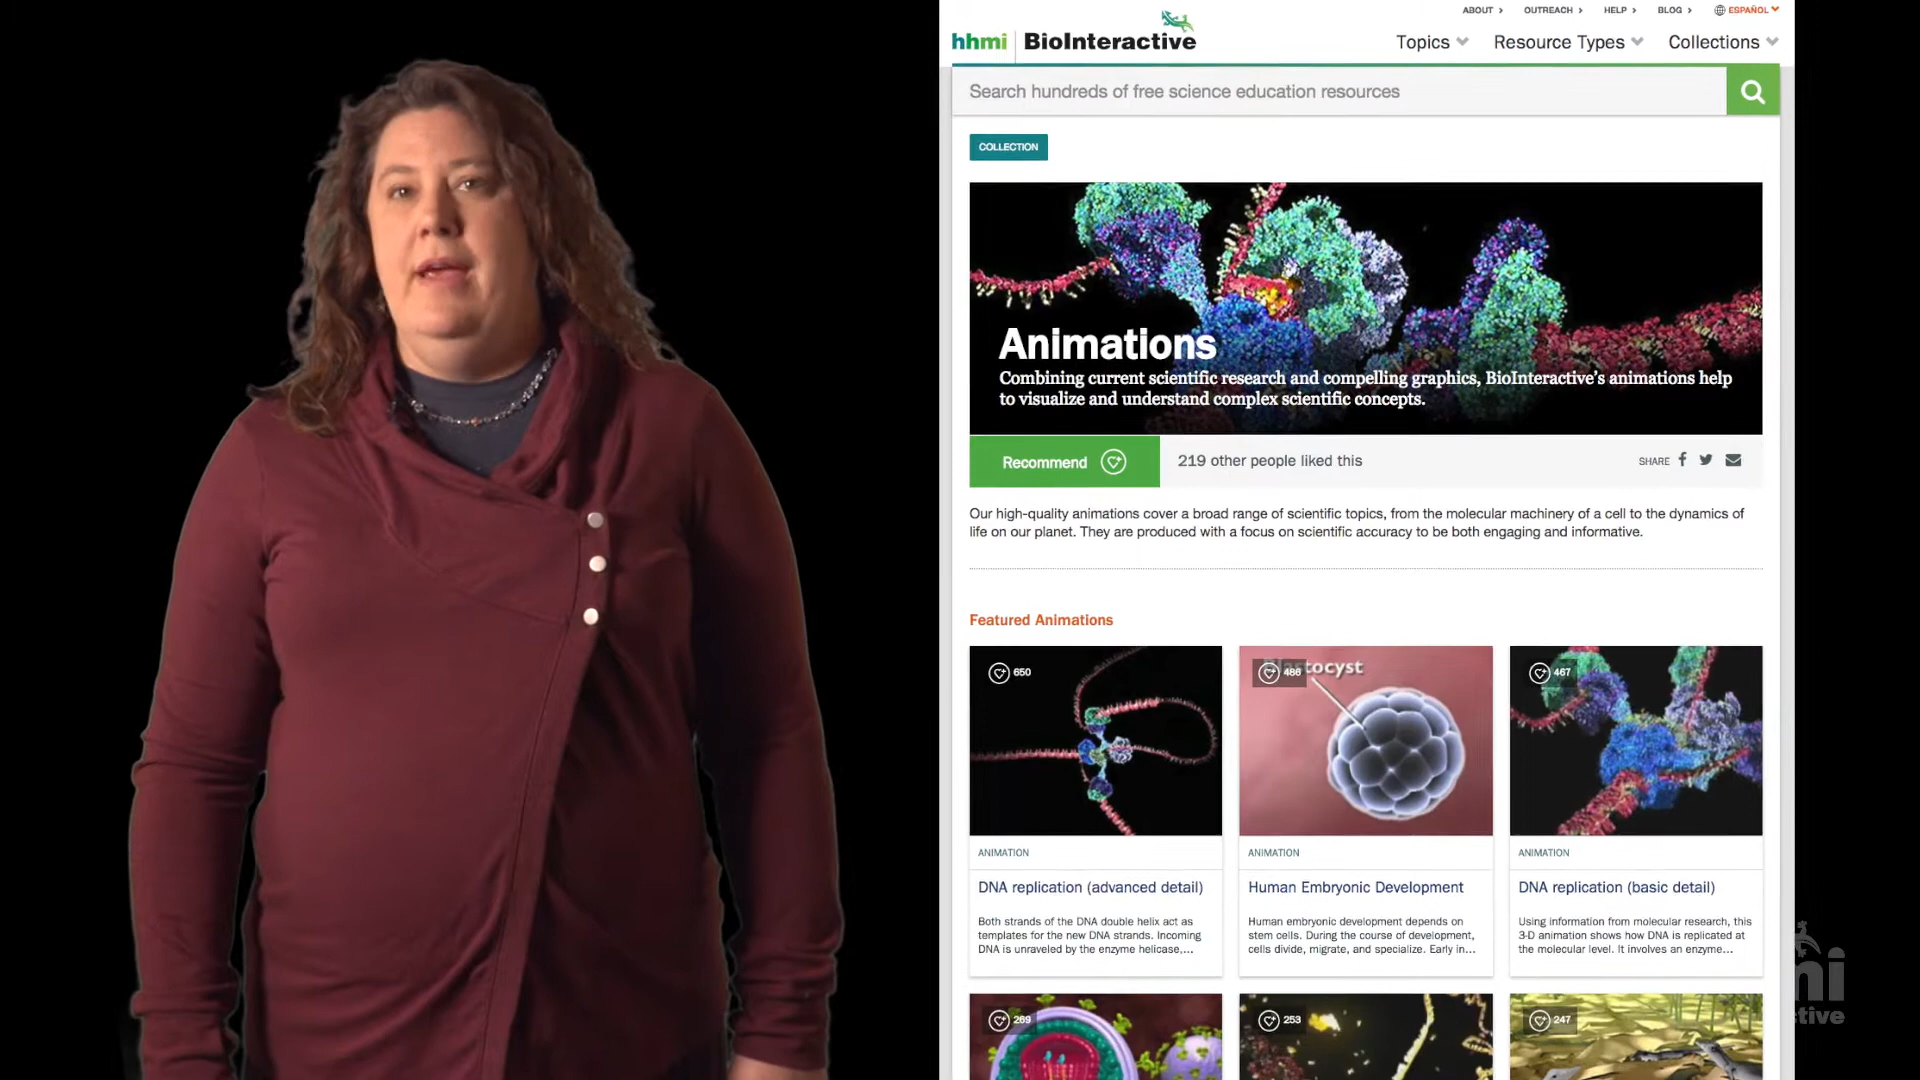 ABOUT
OUTREACH
HELP
BLOG
ESPAÑOL
hhmi BioInteractive
Topics
Resource Types
Collections
Search hundreds of free science education resources
COLLECTION
Animations
Combining current scientific research and compelling graphics, BioInteractive's animations help
to visualize and understand complex scientific concepts.
Recommend
219 other people liked this
SHARE
Our high-quality animations cover a broad range of scientific topics, from the molecular machinery of a cell to the dynamics of
life on our planet. They are produced with a focus on scientific accuracy to be both engaging and informative.
Featured Animations
650
ANIMATION
DNA replication (advanced detail)
Both strands of the DNA double helix act as
templates for the new DNA strands. Incoming
DNA is unraveled by the enzyme helicase,...
486
ANIMATION
Human Embryonic Development
Human embryonic development depends on
stem cells. During the course of development,
cells divide, migrate, and specialize. Early in...
467
ANIMATION
DNA replication (basic detail)
Using information from molecular research, this
3-D animation shows how DNA is replicated at
the molecular level. It involves an enzyme...
269
253
247